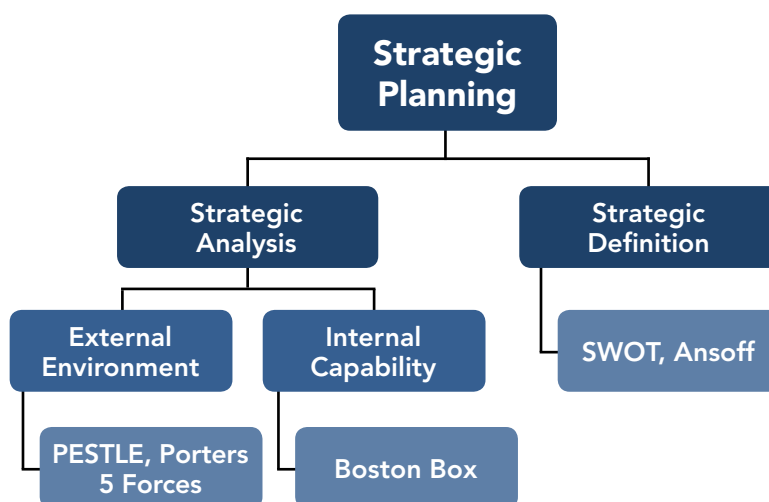 Strategic
Planning
Strategic
Analysis
Strategic
Definition
External
Environment
Internal
Capability
SWOT, Ansoff
PESTLE, Porters
5 Forces
Boston Box